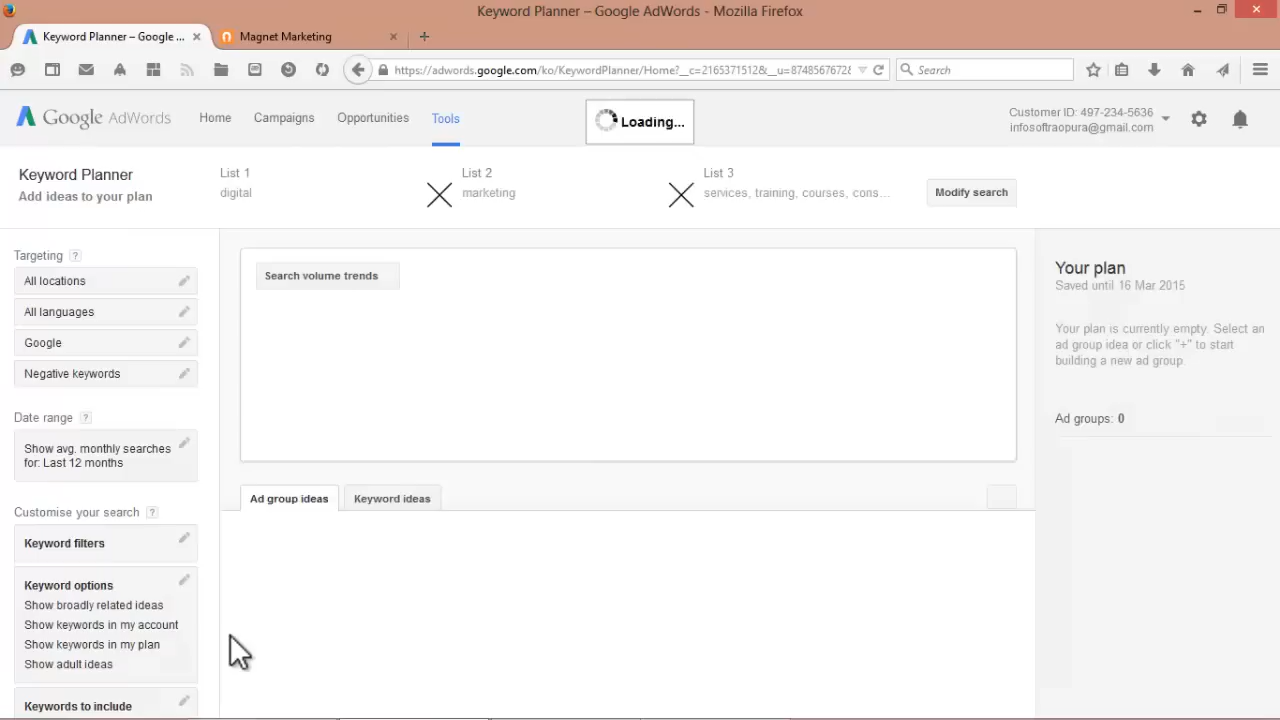 Keyword Planner – Google AdWords - Mozilla Firefox
Keyword Planner – Google ...
Magnet Marketing
https://adwords.google.com/ko/KeywordPlanner/Home?__c=2165371512&__u=8748567672&
Search
Google AdWords
Home
Campaigns
Opportunities
Tools
Loading...
Customer ID: 497-234-5636
infosoftraopura@gmail.com
Keyword Planner
Add ideas to your plan
List 1
digital
List 2
marketing
List 3
services, training, courses, cons...
Modify search
Targeting ?
All locations
All languages
Google
Negative keywords
Date range ?
Show avg. monthly searches
for: Last 12 months
Customise your search ?
Keyword filters
Keyword options
Show broadly related ideas
Show keywords in my account
Show keywords in my plan
Show adult ideas
Keywords to include
Search volume trends
Ad group ideas
Keyword ideas
Your plan
Saved until 16 Mar 2015
Your plan is currently empty. Select an
ad group idea or click "+" to start
building a new ad group.
Ad groups: 0